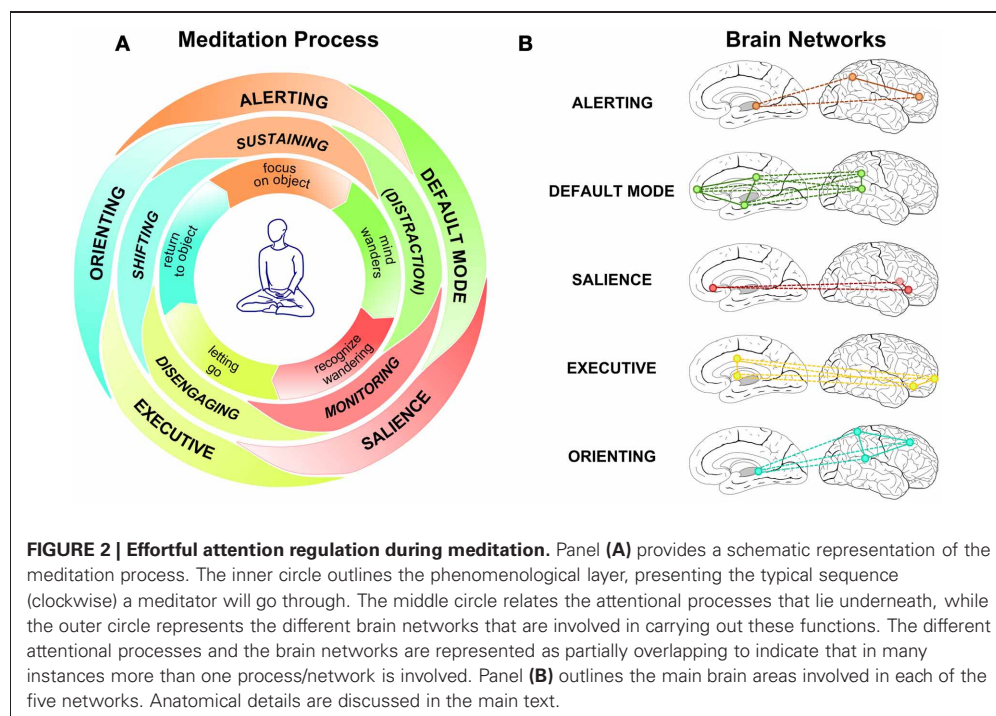 A Meditation Process
ALERTING
SUSTAINING
focus
on object
DEFAULT MODE
(DISTRACTION)
mind
wanders
SALIENCE
MONITORING
recognize
wandering
EXECUTIVE
DISENGAGING
letting
go
ORIENTING
SHIFTING
return
to object
B Brain Networks
ALERTING
DEFAULT MODE
SALIENCE
EXECUTIVE
ORIENTING
FIGURE 2 | Effortful attention regulation during meditation. Panel (A) provides a schematic representation of the
meditation process. The inner circle outlines the phenomenological layer, presenting the typical sequence
(clockwise) a meditator will go through. The middle circle relates the attentional processes that lie underneath, while
the outer circle represents the different brain networks that are involved in carrying out these functions. The different
attentional processes and the brain networks are represented as partially overlapping to indicate that in many
instances more than one process/network is involved. Panel (B) outlines the main brain areas involved in each of the
five networks. Anatomical details are discussed in the main text.